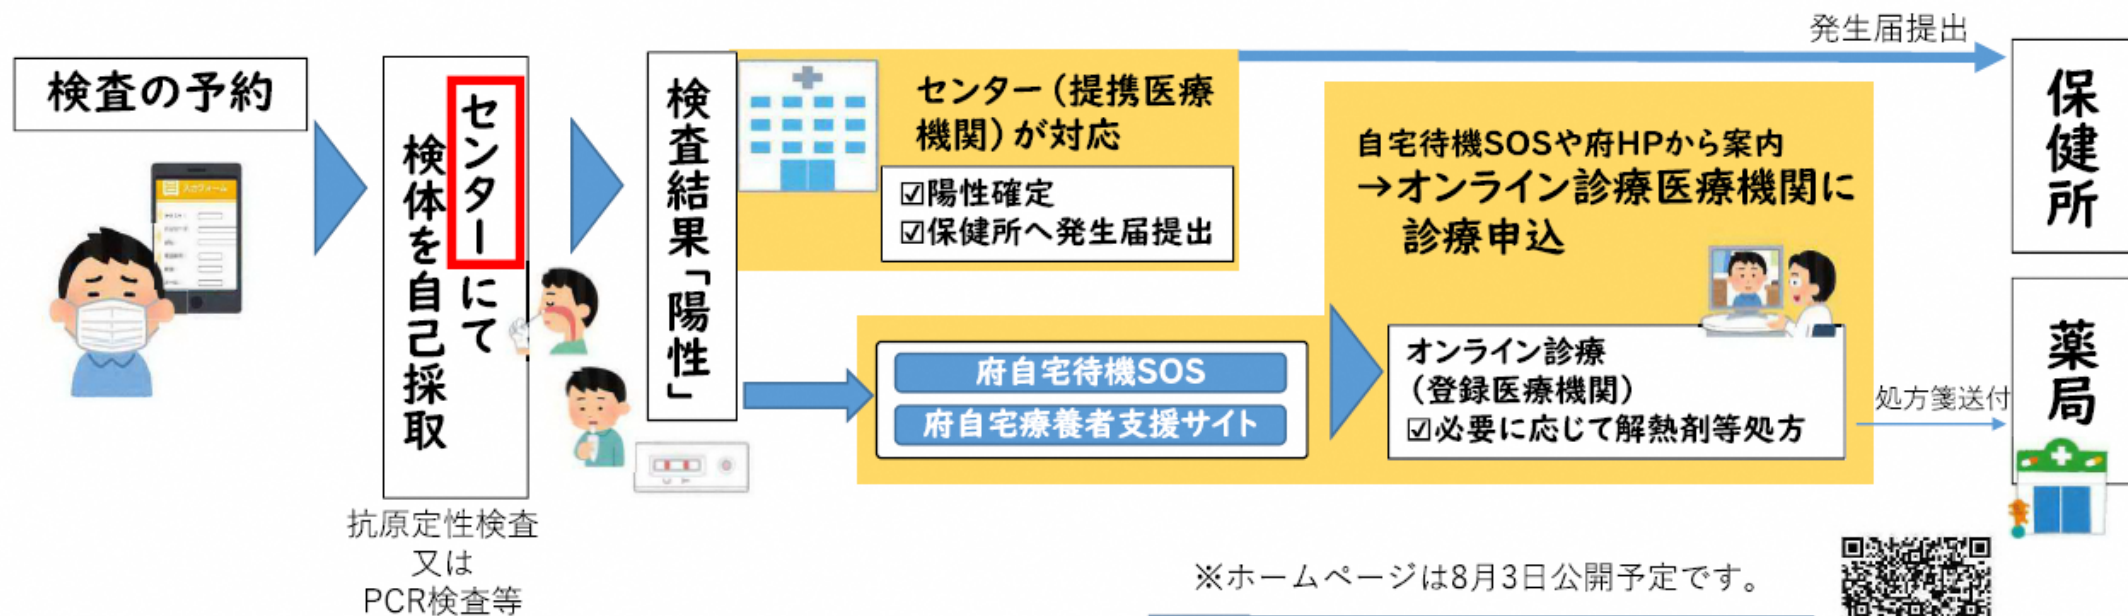 検査の予約
センターにて
検体を自己採取
抗原定性検査
又は
PCR検査等
検査結果「陽性」
センター（提携医療
機関）が対応
☑陽性確定
☑保健所へ発生届提出
発生届提出
保健所
府自宅待機SOS
府自宅療養者支援サイト
自宅待機SOSや府HPから案内
→オンライン診療医療機関に
診療申込
オンライン診療
（登録医療機関）
☑必要に応じて解熱剤等処方
処方箋送付
薬局
※ホームページは8月3日公開予定です。